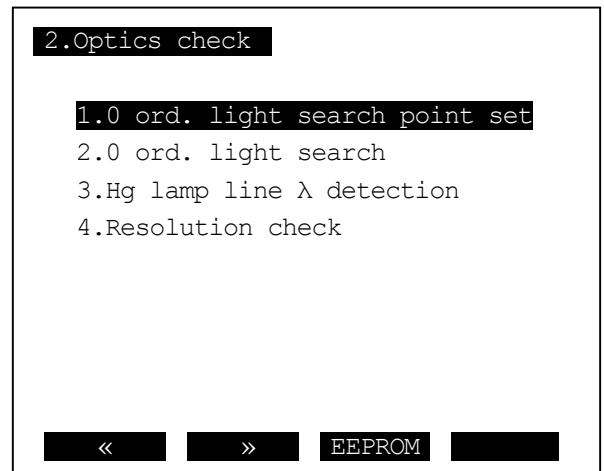 2.Optics check
1.0 ord. light search point set
2.0 ord. light search
3.Hg lamp line λ detection
4.Resolution check
« » EEPROM